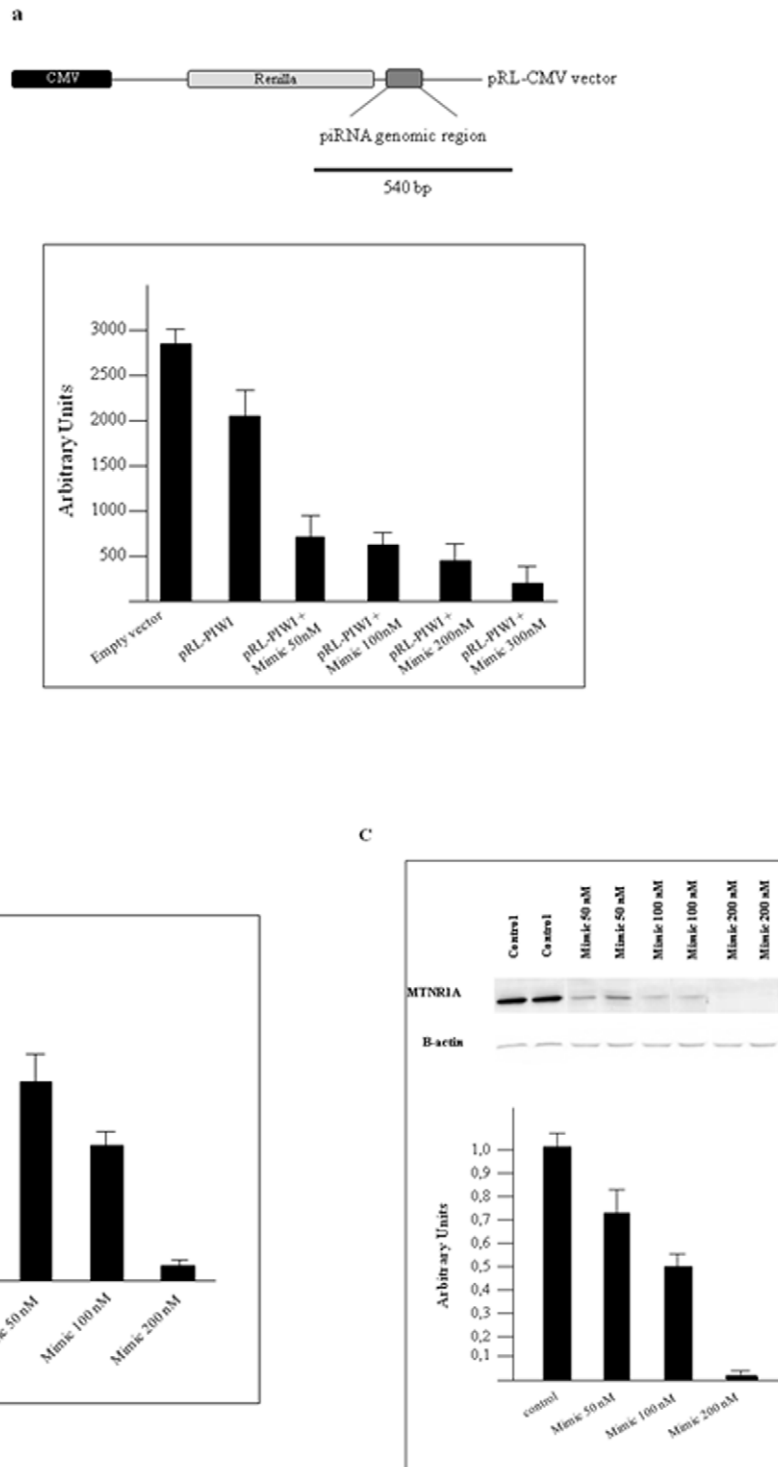 a
CMV
Renilla
pRL-CMV vector
piRNA genomic region
540 bp
Arbitrary Units
3000
2500
2000
1500
1000
500
Empty vector
pRL-PIWI
pRL-PIWI +
Mimic 50nM
pRL-PIWI +
Mimic 100nM
pRL-PIWI +
Mimic 200nM
pRL-PIWI +
Mimic 300nM
50 nM
Mimic 100 nM
Mimic 200 nM
C
Control
Control
Mimic 50 nM
Mimic 50 nM
Mimic 100 nM
Mimic 100 nM
Mimic 200 nM
Mimic 200 nM
MTNR1A
B-actin
Arbitrary Units
1,0
0,9
0,8
0,7
0,6
0,5
0,4
0,3
0,2
0,1
control
Mimic 50 nM
Mimic 100 nM
Mimic 200 nM